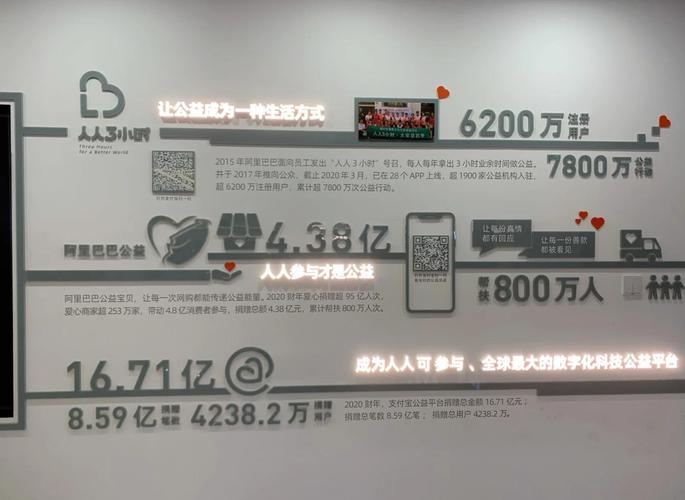 让公益成为一种生活方式
人人3小时
Three Hours
for a Better World
6200万 注册用户
2015年阿里巴巴面向员工发出“人人3小时”号召，每人每年拿出3小时业余时间做公益。
并于2017年推向公众，截止2020年3月，已在28个APP上线，超1900家公益机构入驻，
超6200万注册用户，累计超7800万次公益行动。
7800万 公益行动
阿里巴巴公益
4.38亿
人人参与才是公益
让每份真情
都有回应
让每一份善款
都被看见
帮扶800万人
阿里巴巴公益宝贝，让每一次网购都能传递公益能量。2020财年爱心捐赠超95亿人次，
爱心商家超253万家，带动4.8亿消费者参与，捐赠总额4.38亿元，累计帮扶800万人。
成为人人可参与、全球最大的数字化科技公益平台
16.71亿@
8.59亿 捐赠笔数 4238.2万 捐赠用户
2020财年，支付宝公益平台捐赠总金额16.71亿元；
捐赠总笔数8.59亿笔；捐赠总用户4238.2万。